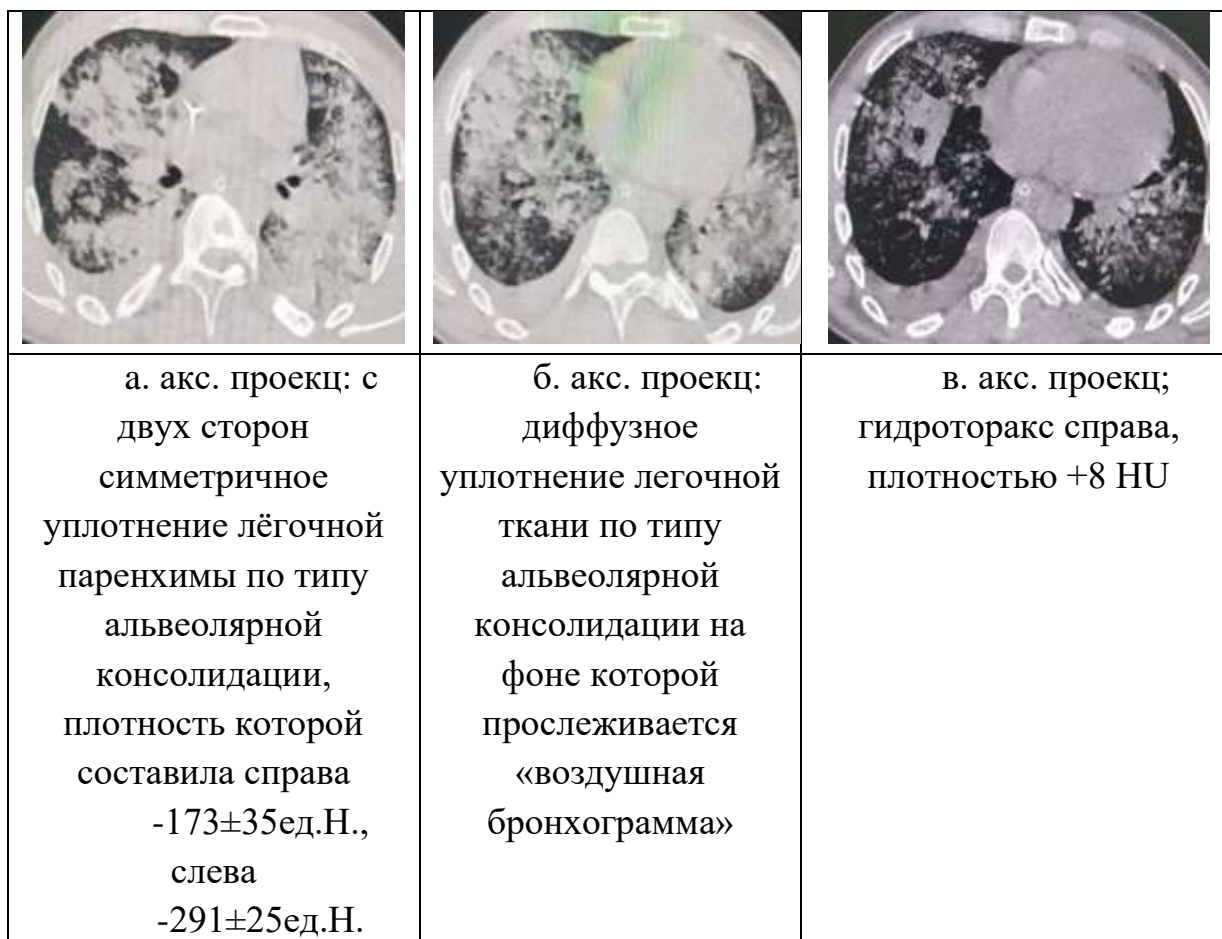 а. акс. проекц: с
двух сторон
симметричное
уплотнение лёгочной
паренхимы по типу
альвеолярной
консолидации,
плотность которой
составила справа
-173±35ед.Н.,
слева
-291±25ед.Н.
б. акс. проекц:
диффузное
уплотнение легочной
ткани по типу
альвеолярной
консолидации на
фоне которой
прослеживается
«воздушная
бронхограмма»
в. акс. проекц;
гидроторакс справа,
плотностью +8 HU